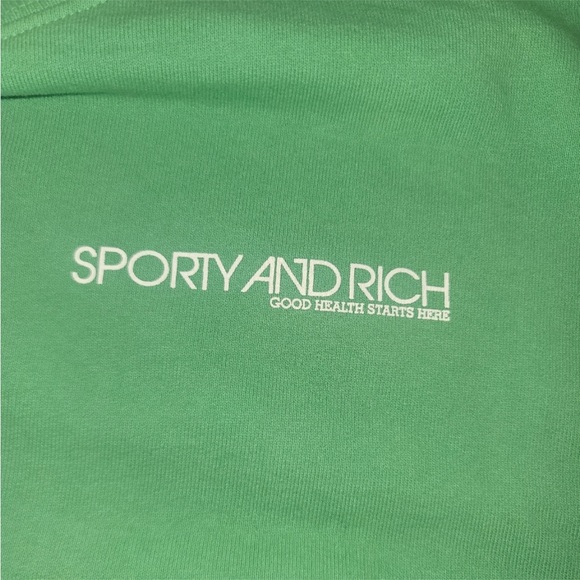 SPORTY AND RICH
GOOD HEALTH STARTS HERE